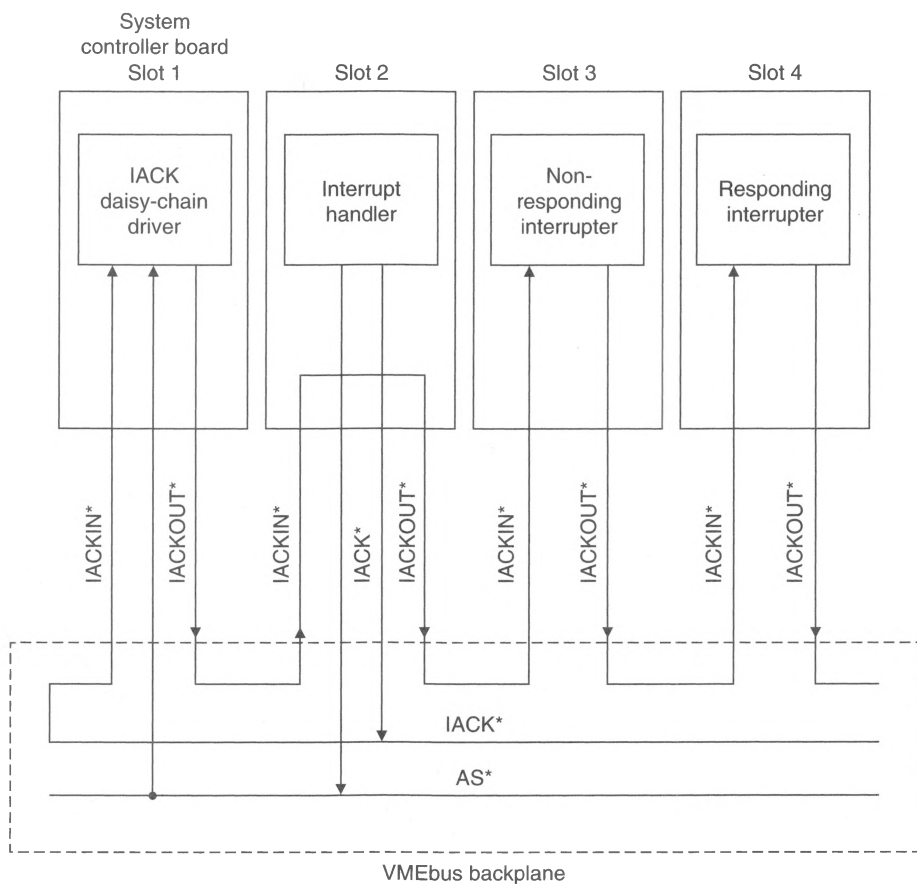 System
controller board
Slot 1
Slot 2
Slot 3
Slot 4
IACK
daisy-chain
driver
Interrupt
handler
Non-
responding
interrupter
Responding
interrupter
IACKIN*
IACKOUT*
IACKIN*
IACK*
IACKOUT*
IACKIN*
IACKOUT*
IACKIN*
IACKOUT*
IACK*
AS*
VMEbus backplane